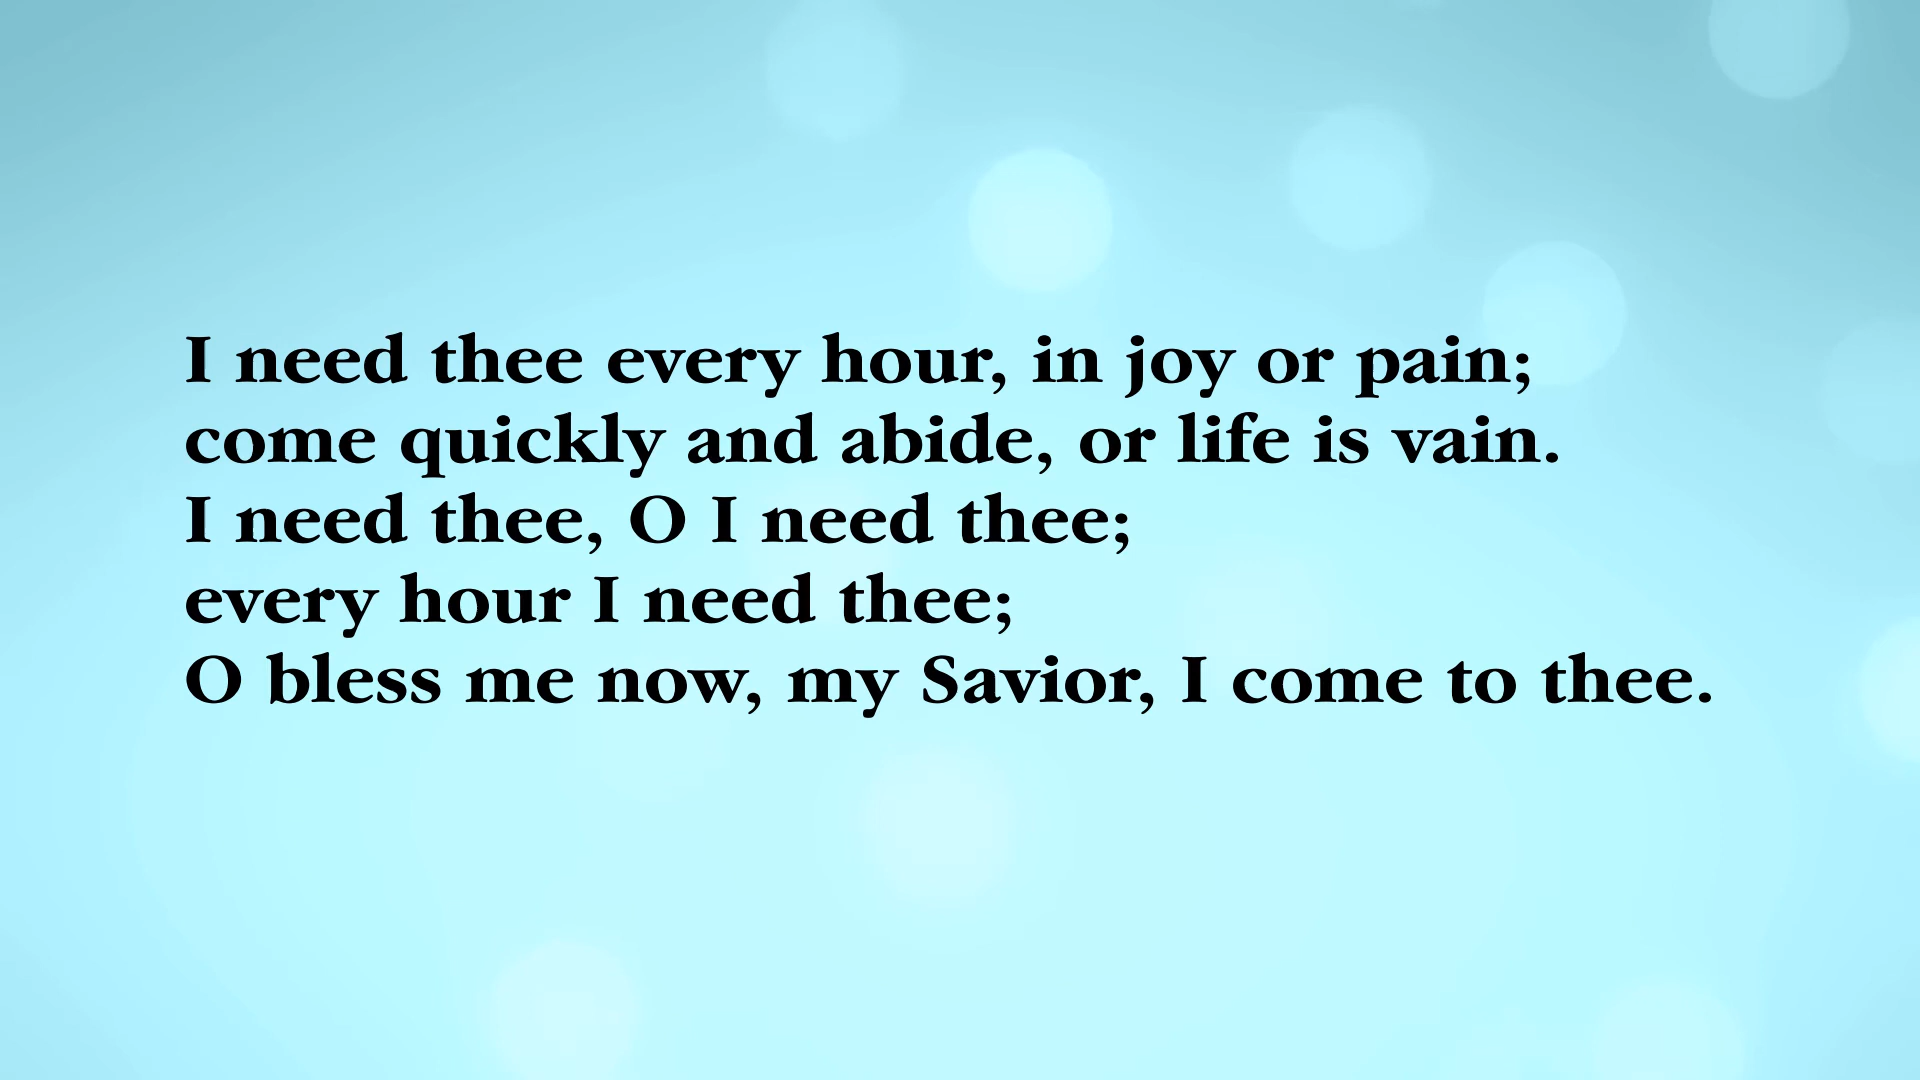 I need thee every hour, in joy or pain;
come quickly and abide, or life is vain.
I need thee, O I need thee;
every hour I need thee;
O bless me now, my Savior, I come to thee.